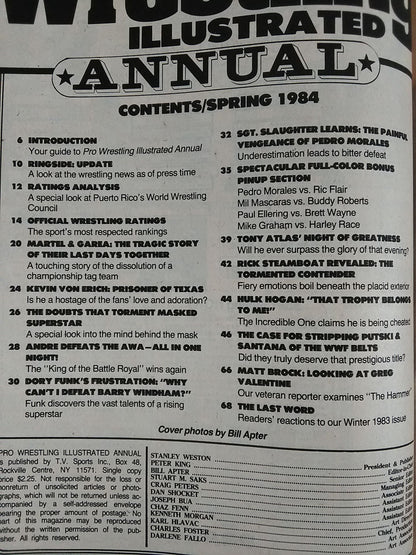 ILLUSTRATED
ANNUAL
CONTENTS/SPRING 1984
6 INTRODUCTION
Your guide to Pro Wrestling Illustrated Annual
10 RINGSIDE: UPDATE
A look at the wrestling news as of press time
12 RATINGS ANALYSIS
A special look at Puerto Rico's World Wrestling
Council
14 OFFICIAL WRESTLING RATINGS
The sport's most respected rankings
20 MARTEL & GAREA: THE TRAGIC STORY
OF THEIR LAST DAYS TOGETHER
A touching story of the dissolution of a
championship tag team
24 KEVIN VON ERICH: PRISONER OF TEXAS
Is he a hostage of the fans' love and adoration?
26 THE DOUBTS THAT TORMENT MASKED
SUPERSTAR
A special look into the mind behind the mask
28 ANDRE DEFEATS THE AWA—ALL IN ONE
NIGHT!
The "King of the Battle Royal" wins again
30 DORY FUNK'S FRUSTRATION: "WHY
CAN'T I DEFEAT BARRY WINDHAM?"
Funk discovers the vast talents of a rising
superstar
32 SGT. SLAUGHTER LEARNS: THE PAINFUL
VENGEANCE OF PEDRO MORALES
Underestimation leads to bitter defeat
35 SPECTACULAR FULL-COLOR BONUS
PINUP SECTION
Pedro Morales vs. Ric Flair
Mil Mascaras vs. Buddy Roberts
Paul Ellering vs. Brett Wayne
Mike Graham vs. Harley Race
39 TONY ATLAS' NIGHT OF GREATNESS
Will he ever surpass the glory of that evening?
42 RICK STEAMBOAT REVEALED: THE
TORMENTED CONTENDER
Fiery emotions boil beneath the placid exterior
44 HULK HOGAN: "THAT TROPHY BELONGS
TO ME!"
The Incredible One claims he is being cheated
46 THE CASE FOR STRIPPING PUTSKI &
SANTANA OF THE WWF BELTS
Did they truly deserve that prestigious title?
66 MATT BROCK: LOOKING AT GREG
VALENTINE
Our veteran reporter examines "The Hammer"
68 THE LAST WORD
Readers' reactions to our Winter 1983 issue
Cover photos by Bill Apter
PRO WRESTLING ILLUSTRATED ANNUAL
is published by T.V. Sports Inc., Box 48,
Rockville Centre, NY 11571. Single copy
price $2.25. Not responsible for the loss or
nonreturn of unsolicited articles or photo-
graphs, which will not be returned unless ac-
companied by a self-addressed envelope
bearing the proper amount of postage. No
part of this magazine may be reproduced
without the written permission of the pub-
lisher. All rights reserved.
STANLEY WESTON President & Publisher
PETER KING
BILL APTER Senior
STUART M. SAKS Managing
CRAIG PETERS Associate
DAN SHOCKET
JOSEPH BUA
CHAZ FENN
KENNETH MORGAN
KARL HLAVAC
CHARLES FOSTER
DARLENE FALLO